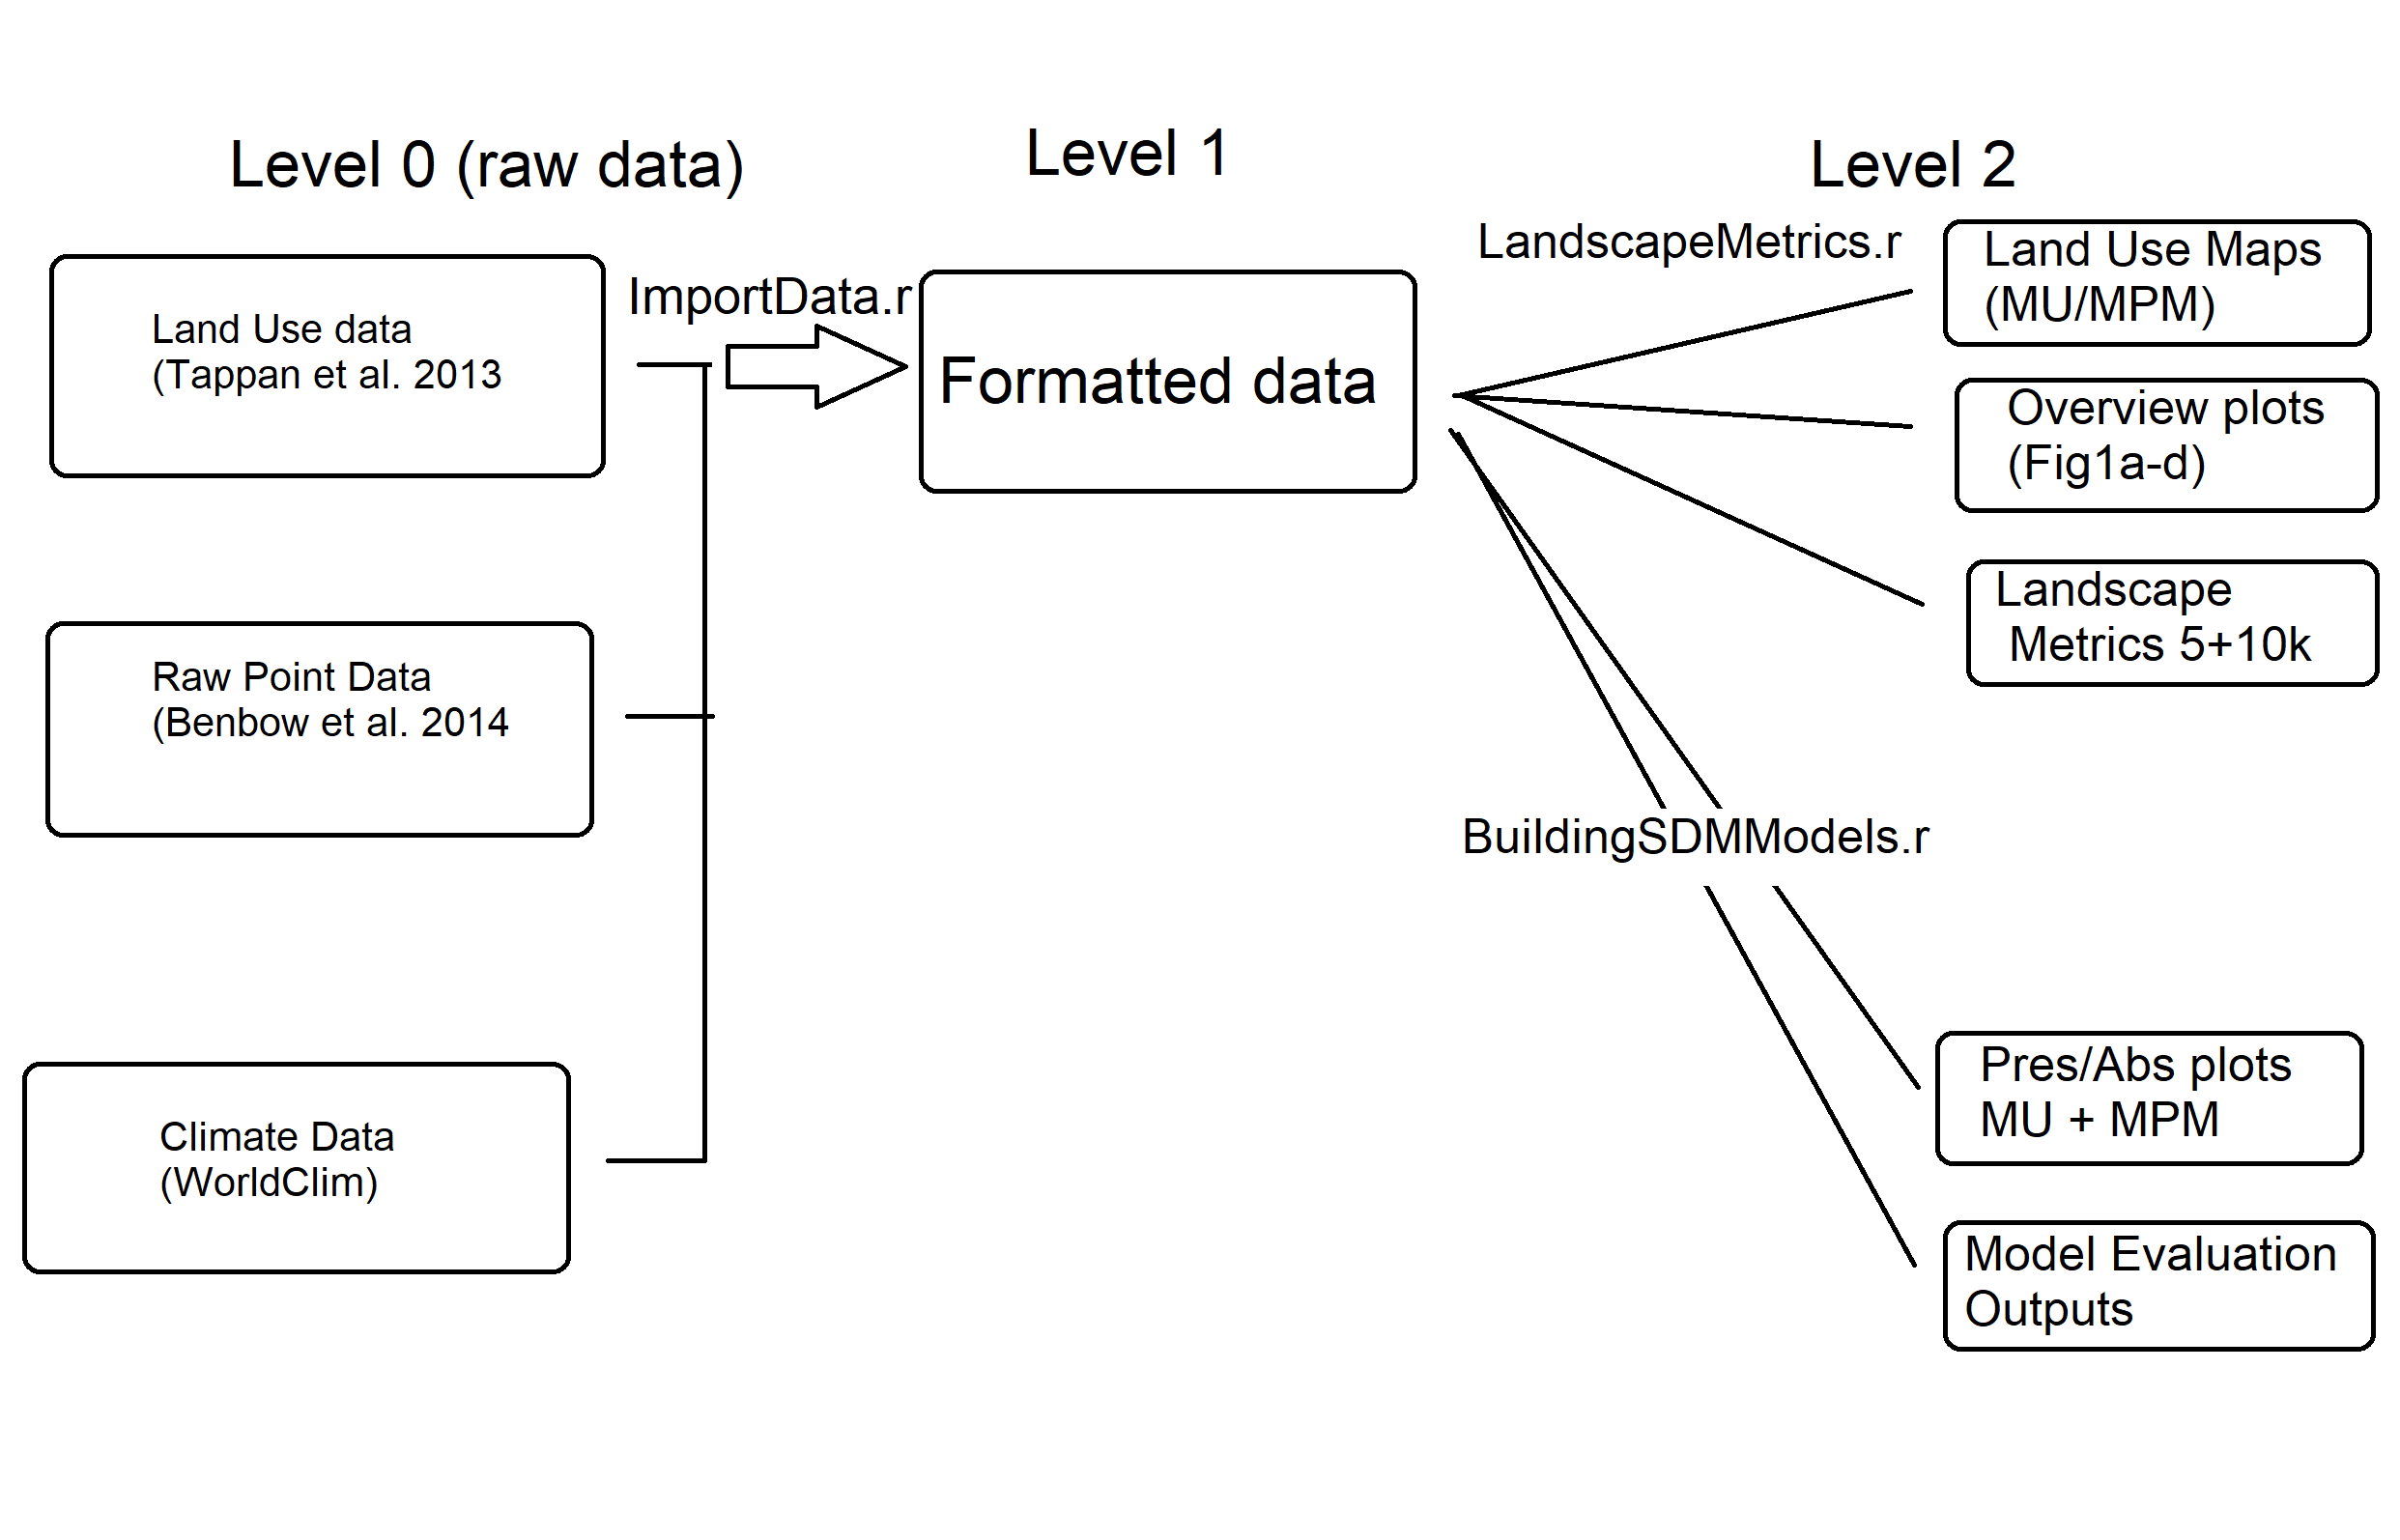 Level 0 (raw data)
Level 1
Level 2
Land Use data
(Tappan et al. 2013
Raw Point Data
(Benbow et al. 2014
Climate Data
(WorldClim)
ImportData.r
Formatted data
LandscapeMetrics.r
Land Use Maps
(MU/MPM)
Overview plots
(Fig1a-d)
Landscape
Metrics 5+10k
BuildingSDMModels.r
Pres/Abs plots
MU + MPM
Model Evaluation
Outputs